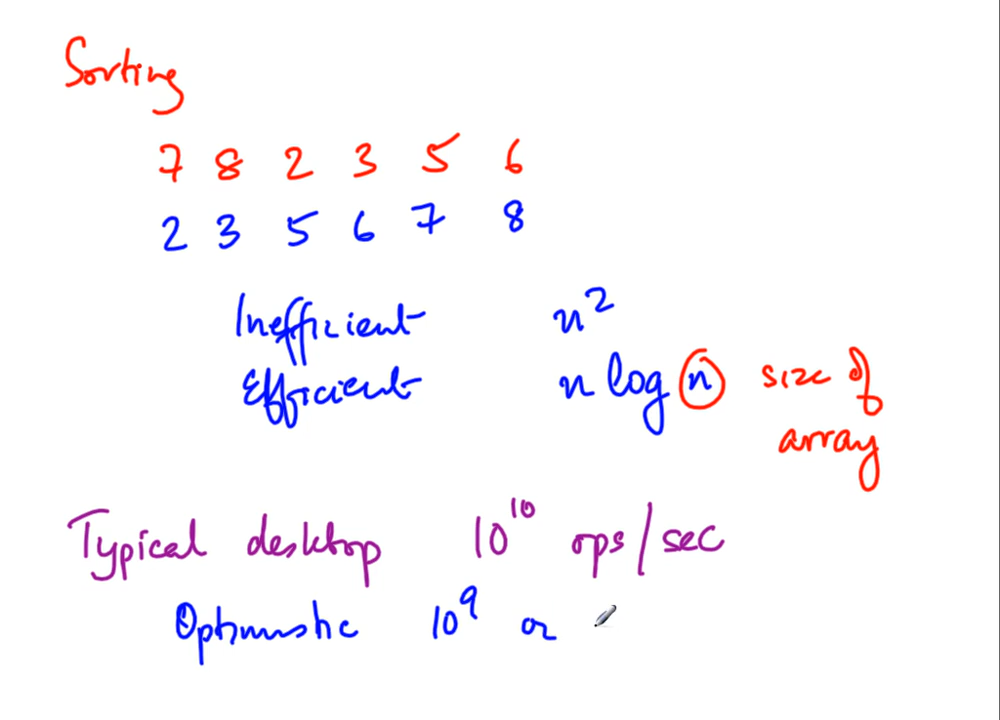 Sorting
7 8 2 3 5 6
2 3 5 6 7 8
Inefficient n²
Efficient n log n size of
array
Typical desktop 10¹⁰ ops/sec
Optimistic 10⁹ or